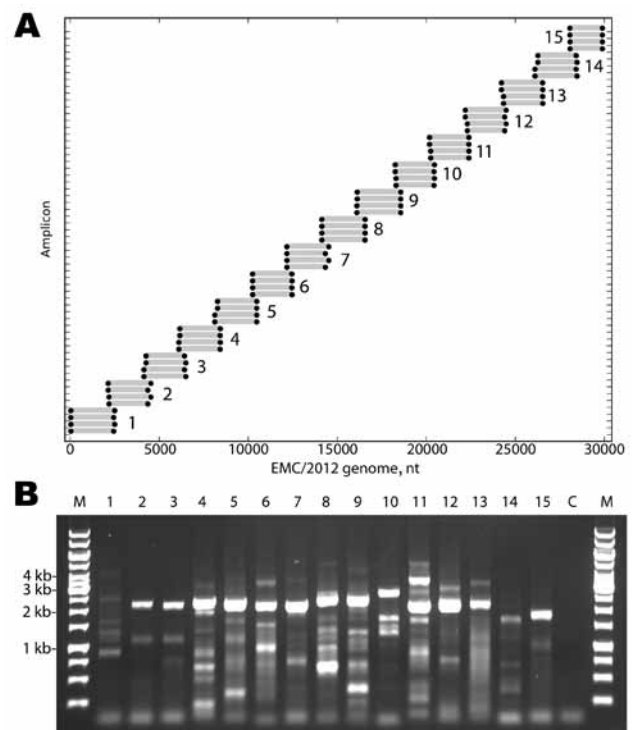 A
15
14
13
12
11
10
9
8
7
6
5
4
3
2
1
Amplicon
0 5000 10000 15000 20000 25000 30000
EMC/2012 genome, nt
B
M 1 2 3 4 5 6 7 8 9 10 11 12 13 14 15 C M
4 kb
3 kb
2 kb
1 kb